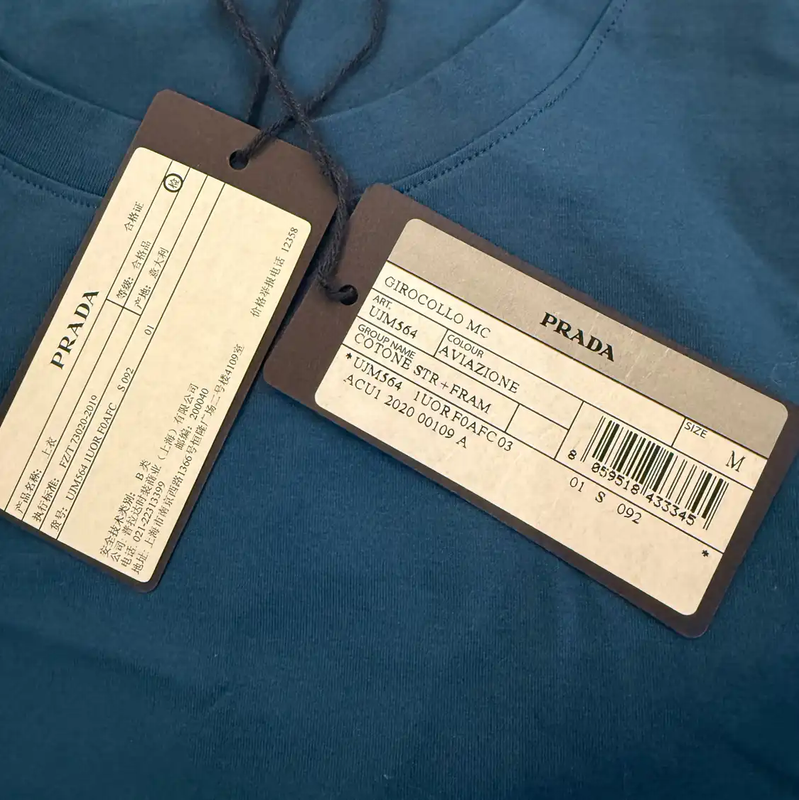 PRADA
合格证
检
产品名称: 上衣
等级: 合格品
执行标准: FZ/T73020-2019
产地: 意大利
货号: UJM564 1UOR F0AFC S 092
01
安全技术类别: B 类
公司: 普拉达时装商业（上海）有限公司
电话: 021-22313399 邮编: 200040
地址: 上海市南京西路1366号恒隆广场二号楼4109室
价格举报电话 12358
GIROCOLLO MC
PRADA
ART.
UJM564
COLOUR
AVIAZIONE
GROUP NAME
COTONE STR+FRAM
SIZE
M
*UJM564 1UOR F0AFC 03
ACU1 2020 00109 A
8 059518 433345
01 S 092
*